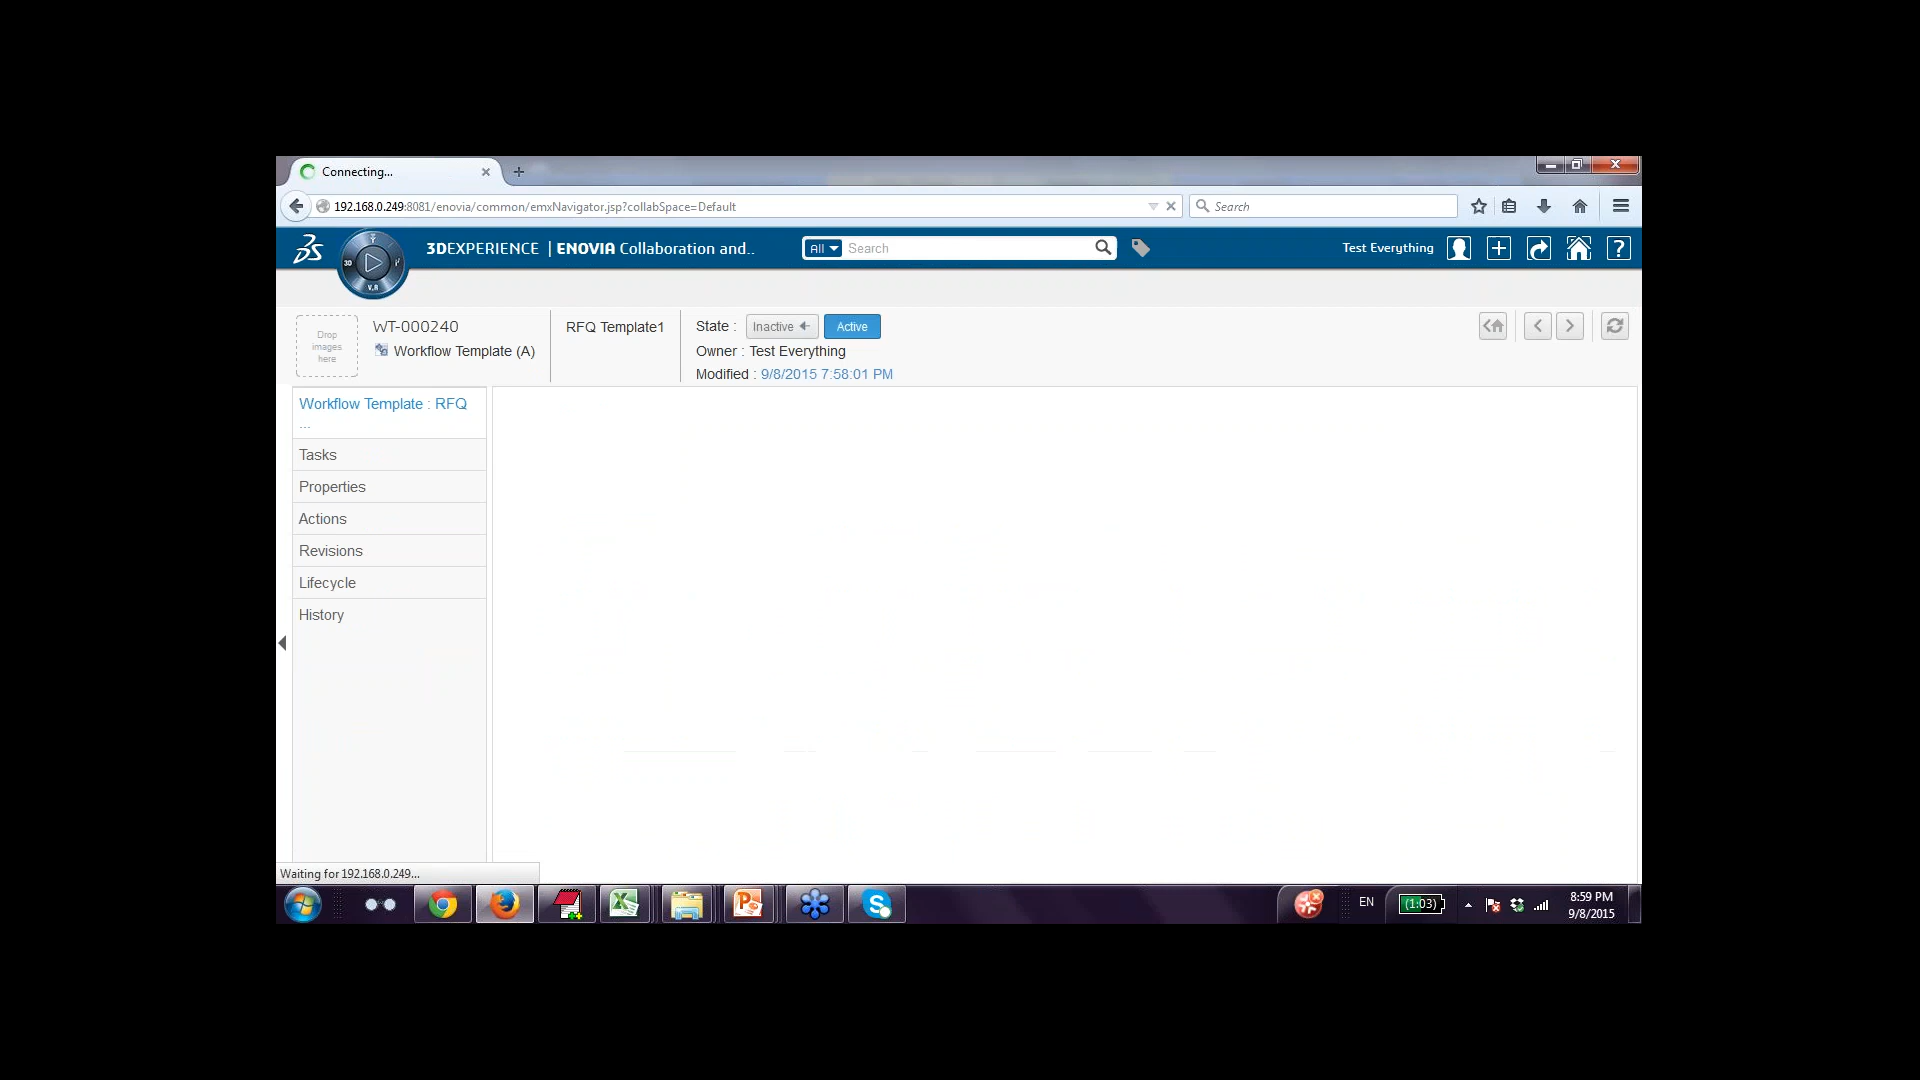 Connecting...
192.168.0.249:8081/enovia/common/emxNavigator.jsp?collabSpace=Default
Search
3DEXPERIENCE | ENOVIA Collaboration and..
All
Search
Test Everything
3D
V,R
Drop
images
here
WT-000240
Workflow Template (A)
RFQ Template1
State : Inactive Active
Owner : Test Everything
Modified : 9/8/2015 7:58:01 PM
Workflow Template : RFQ
...
Tasks
Properties
Actions
Revisions
Lifecycle
History
Waiting for 192.168.0.249...
EN
(1:03)
8:59 PM
9/8/2015